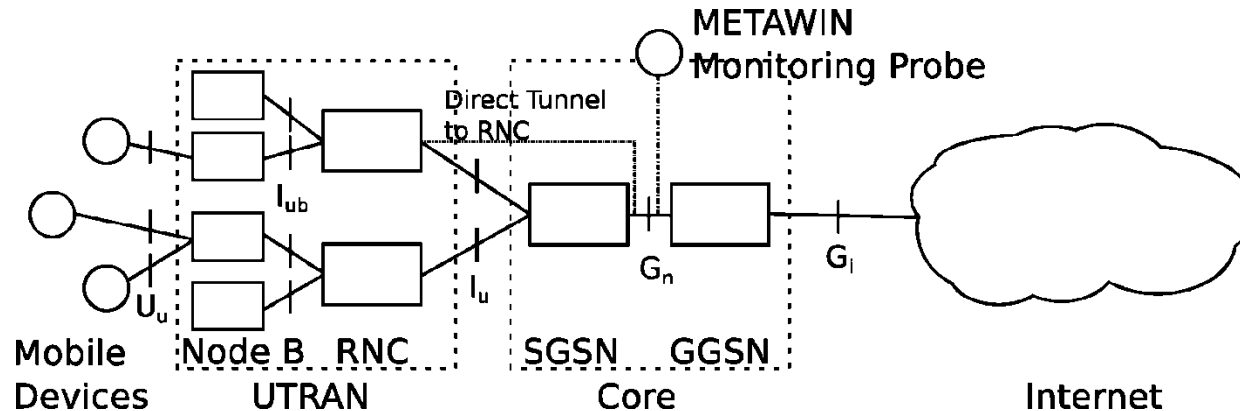 METAWIN
Monitoring Probe
Direct Tunnel
to RNC
Iub
Uu
Iu
Gn
Gi
Mobile
Devices
Node B
RNC
UTRAN
SGSN
GGSN
Core
Internet